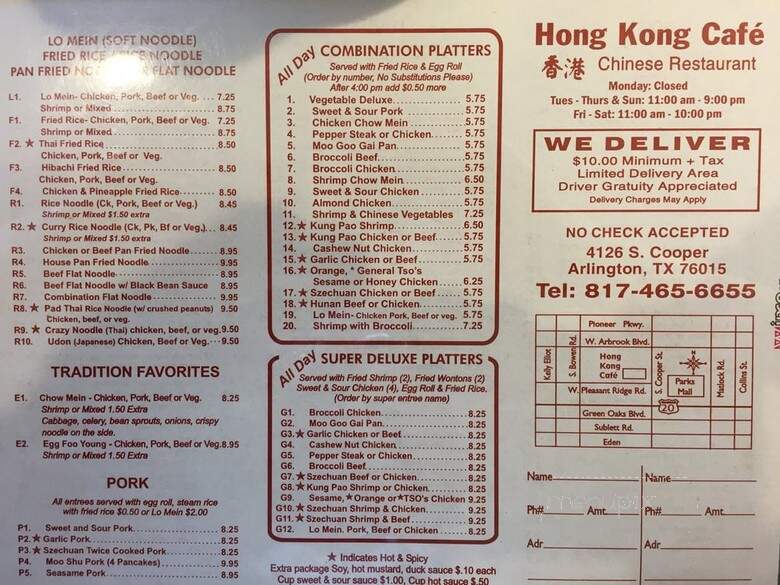 LO MEIN (SOFT NOODLE)
FRIED RICE / RICE NOODLE
PAN FRIED FLAT NOODLE
L1. Lo Mein- Chicken, Pork, Beef or Veg. ... 7.25
Shrimp or Mixed ... 8.75
F1. Fried Rice- Chicken, Pork, Beef or Veg. 7.25
Shrimp or Mixed ... 8.75
F2. ★ Thai Fried Rice ... 8.50
Chicken, Pork, Beef or Veg.
F3. Hibachi Fried Rice ... 8.50
Chicken, Pork, Beef or Veg.
F4. Chicken & Pineapple Fried Rice ... 8.50
R1. Rice Noodle (Ck, Pork, Beef or Veg.) 8.45
Shrimp or Mixed $1.50 extra
R2. ★ Curry Rice Noodle (Ck, Pk, Bf or Veg.)... 8.45
Shrimp or Mixed $1.50 extra
R3. Chicken or Beef Pan Fried Noodle ... 8.95
R4. House Pan Fried Noodle ... 9.95
R5. Beef Flat Noodle ... 8.95
R6. Beef Flat Noodle w/ Black Bean Sauce 8.95
R7. Combination Flat Noodle ... 9.95
R8. ★ Pad Thai Rice Noodle (w/ crushed peanuts) 9.50
Chicken, beef, or veg.
R9. ★ Crazy Noodle (Thai) chicken, beef, or veg. 9.50
R10. Udon (Japanese) Chicken, Beef or Veg. ... 9.50
TRADITION FAVORITES
E1. Chow Mein - Chicken, Pork, Beef or Veg. 8.25
Shrimp or Mixed 1.50 Extra
Cabbege, celery, bean sprouts, onions, crispy
noodle on the side.
E2. Egg Foo Young - Chicken, Pork, Beef or Veg. 8.95
Shrimp or Mixed 1.50 Extra
PORK
All entrees served with egg roll, steam rice
with fried rice $0.50 or Lo Mein $2.00
P1. Sweet and Sour Pork ... 8.25
P2. ★ Garlic Pork ... 8.25
P3. ★ Szechuan Twice Cooked Pork ... 8.25
P4. Moo Shu Pork (4 Pancakes) ... 9.95
P5. Seasame Pork ... 8.95
All Day COMBINATION PLATTERS
Served with Fried Rice & Egg Roll
(Order by number, No Substitutions Please)
After 4:00 pm add $0.50 more
1. Vegetable Deluxe ... 5.75
2. Sweet & Sour Pork ... 5.75
3. Chicken Chow Mein ... 5.75
4. Pepper Steak or Chicken ... 5.75
5. Moo Goo Gai Pan ... 5.75
6. Broccoli Beef ... 5.75
7. Broccoli Chicken ... 5.75
8. Shrimp Chow Mein ... 6.50
9. Sweet & Sour Chicken ... 5.75
10. Almond Chicken ... 5.75
11. Shrimp & Chinese Vegetables 7.25
12. ★ Kung Pao Shrimp ... 6.50
13. ★ Kung Pao Chicken or Beef ... 5.75
14. Cashew Nut Chicken ... 5.75
15. ★ Garlic Chicken or Beef ... 5.75
16. ★ Orange, * General Tso's
Sesame or Honey Chicken ... 6.25
17. ★ Szechuan Chicken or Beef ... 5.75
18. ★ Hunan Beef or Chicken ... 5.75
19. Lo Mein- Chicken, Pork, Beef or veg. 5.75
20. Shrimp with Broccoli ... 7.25
All Day SUPER DELUXE PLATTERS
Served with Fried Shrimp (2), Fried Wontons (2)
Sweet & Sour Chicken (4), Egg Roll & Fried Rice.
(Order by super entree name)
G1. Broccoli Chicken ... 8.25
G2. Moo Goo Gai Pan ... 8.25
G3. ★ Garlic Chicken or Beef ... 8.25
G4. Cashew Nut Chicken ... 8.25
G5. Pepper Steak or Chicken ... 8.25
G6. Broccoli Beef ... 8.25
G7. ★ Szechuan Beef or Chicken ... 8.25
G8. ★ Kung Pao Shrimp or Chicken ... 8.25
G9. Sesame, ★Orange or ★TSO's Chicken 9.25
G10. ★ Szechuan Shrimp & Chicken ... 9.25
G11. ★ Szechuan Shrimp & Beef ... 9.25
G12. Lo Mein. Pork, Beef or Chicken ... 8.25
★ Indicates Hot & Spicy
Extra package Soy, hot mustard, duck sauce $.10 each
Cup sweet & sour sauce $1.00, Cup hot sauce $.50
Hong Kong Café
香港 Chinese Restaurant
Monday: Closed
Tues - Thurs & Sun: 11:00 am - 9:00 pm
Fri - Sat: 11:00 am - 10:00 pm
WE DELIVER
$10.00 Minimum + Tax
Limited Delivery Area
Driver Gratuity Appreciated
Delivery Charges May Apply
NO CHECK ACCEPTED
4126 S. Cooper
Arlington, TX 76015
Tel: 817-465-6655
Pioneer Pkwy.
W. Arbrook Blvd.
Kelly Elliot
S. Bowen Rd.
Hong
Kong
Café
S. Cooper St.
Parks
Mall
Matlock Rd.
Collins St.
W. Pleasant Ridge Rd.
20
Green Oaks Blvd.
Sublett Rd.
Eden
Name
Ph# Amt.
Adr
Name
Ph# Amt.
Adr